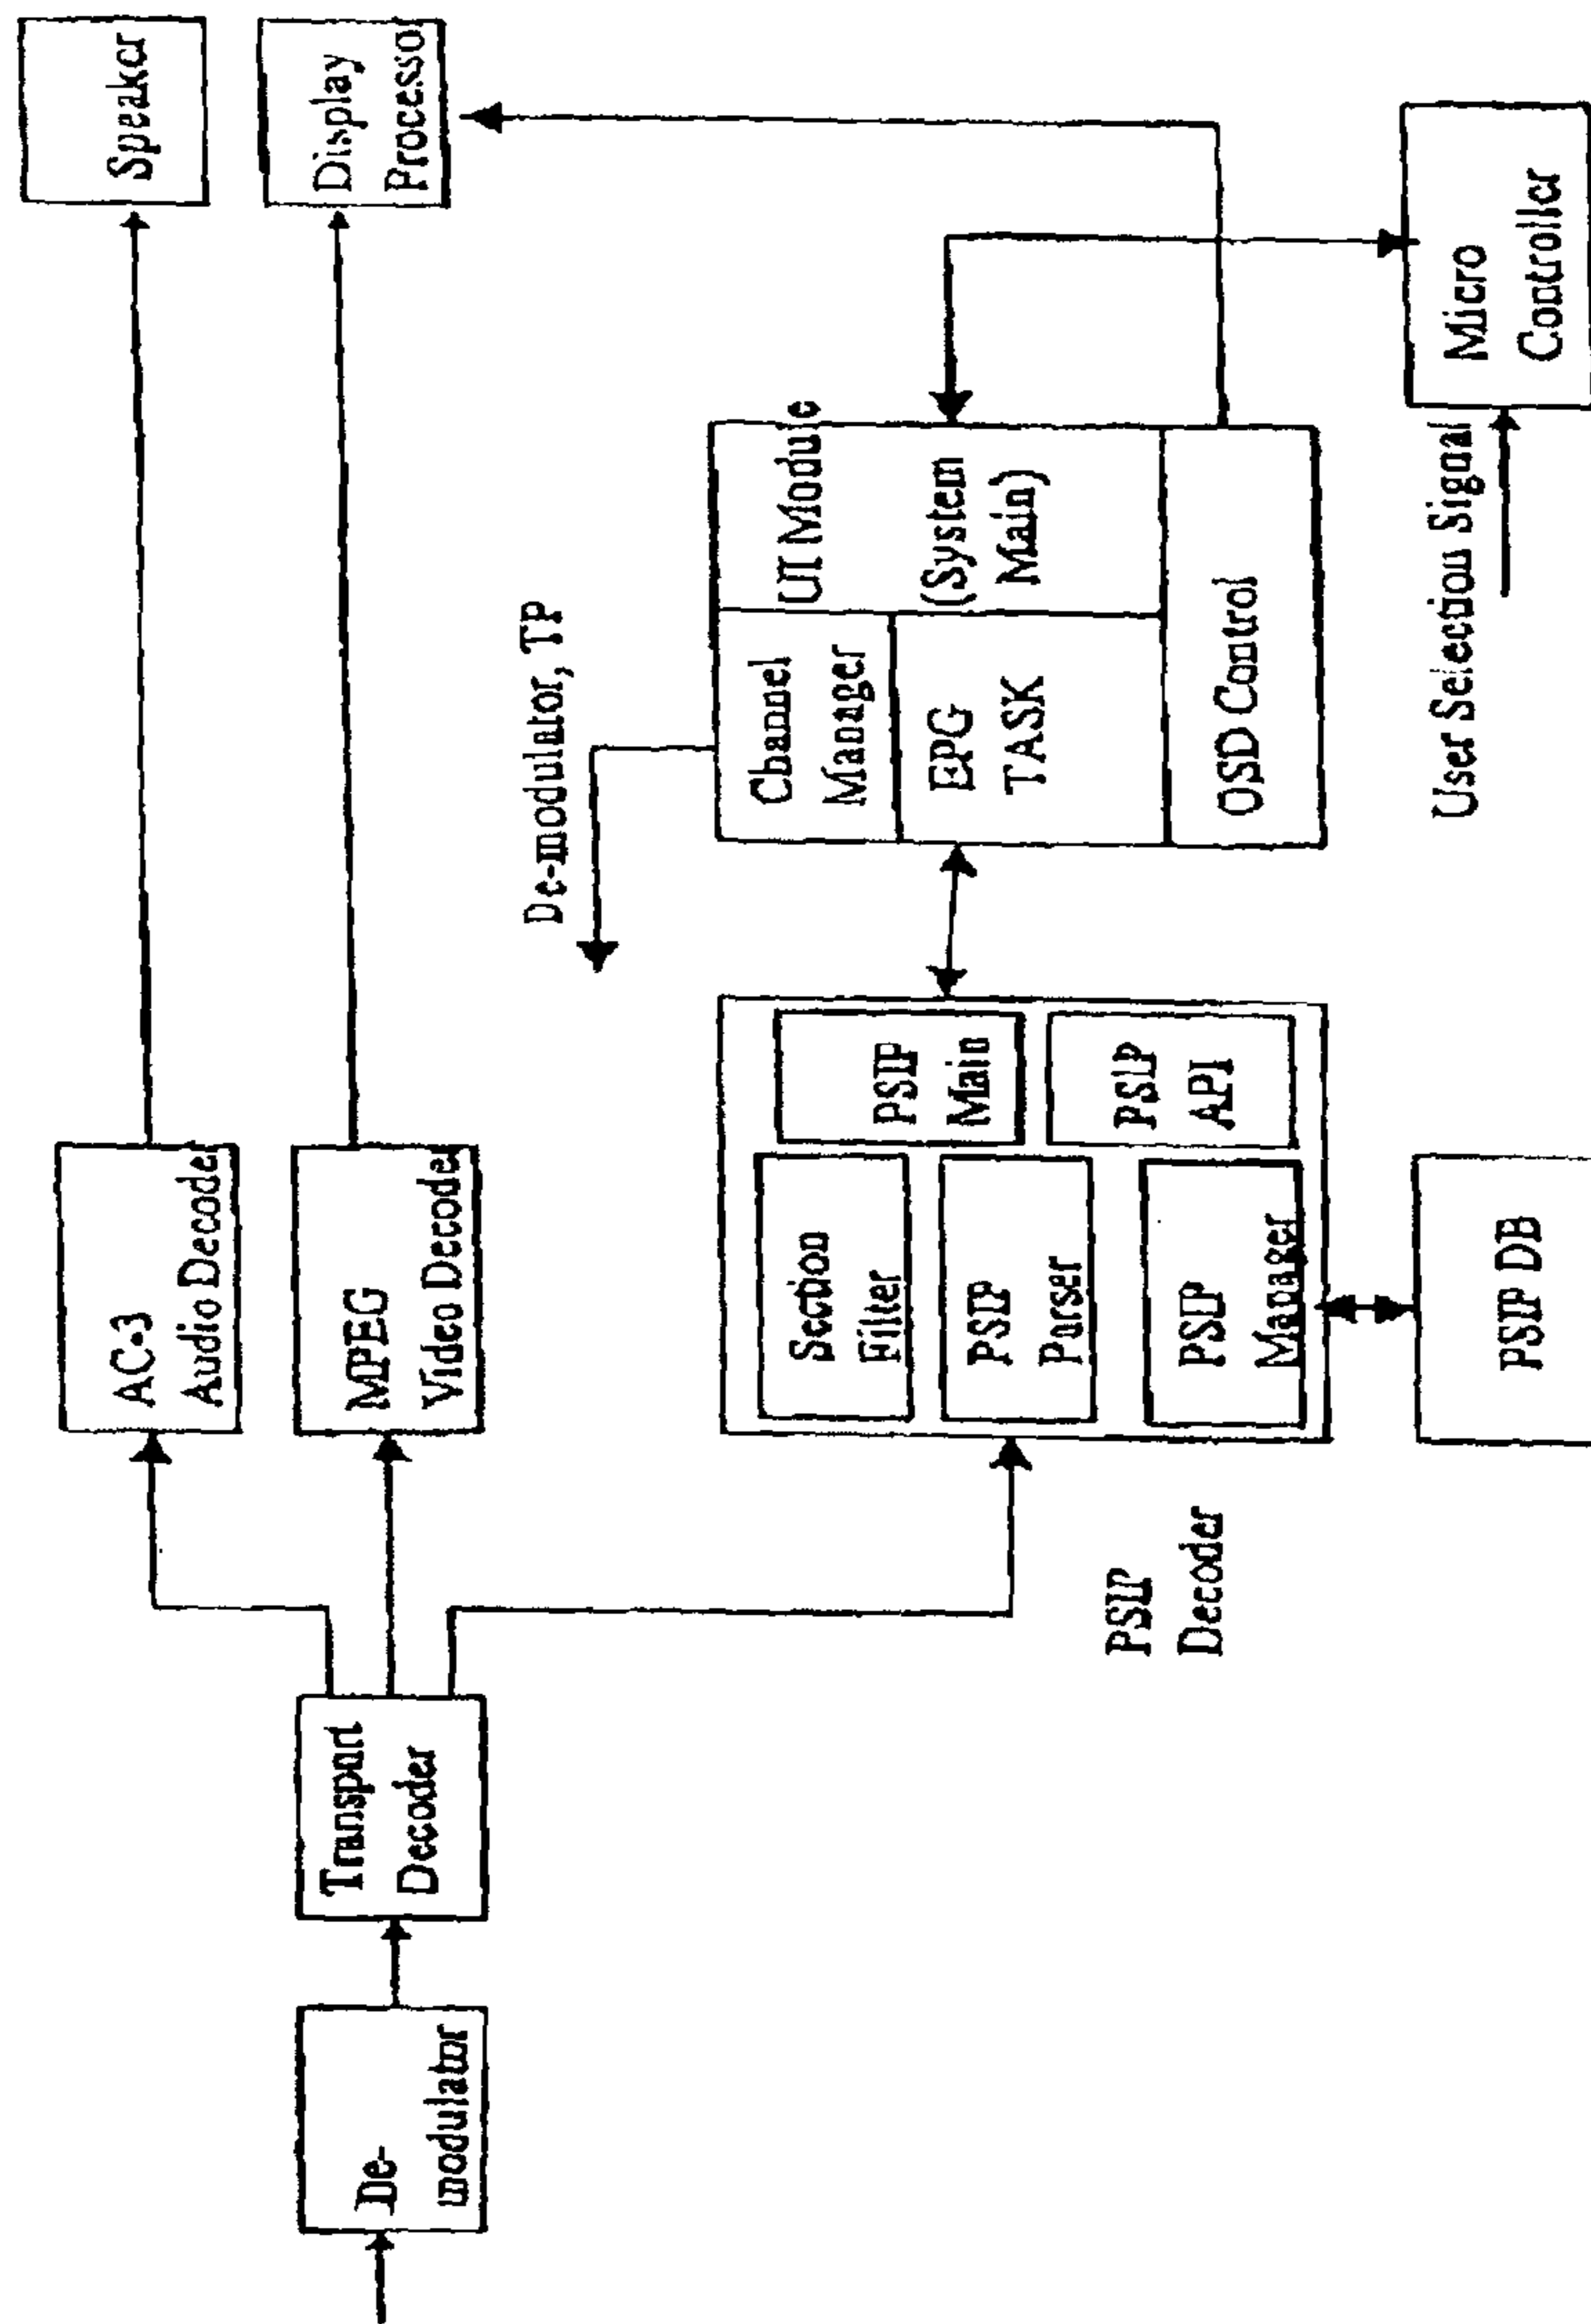 De-
modulator
Transport
Decoder
AC-3
Audio Decoder
MPEG
Video Decoder
Speaker
Display
Processor
PSIP
Decoder
Section
Filter
PSIP
Parser
PSIP
Manager
PSIP
Main
PSIP
API
PSIP DB
De-modulator, TP
Channel
Manager
EPG
TASK
UI Module
(System
Main)
OSD Control
User Selection Signal
Micro
Controller